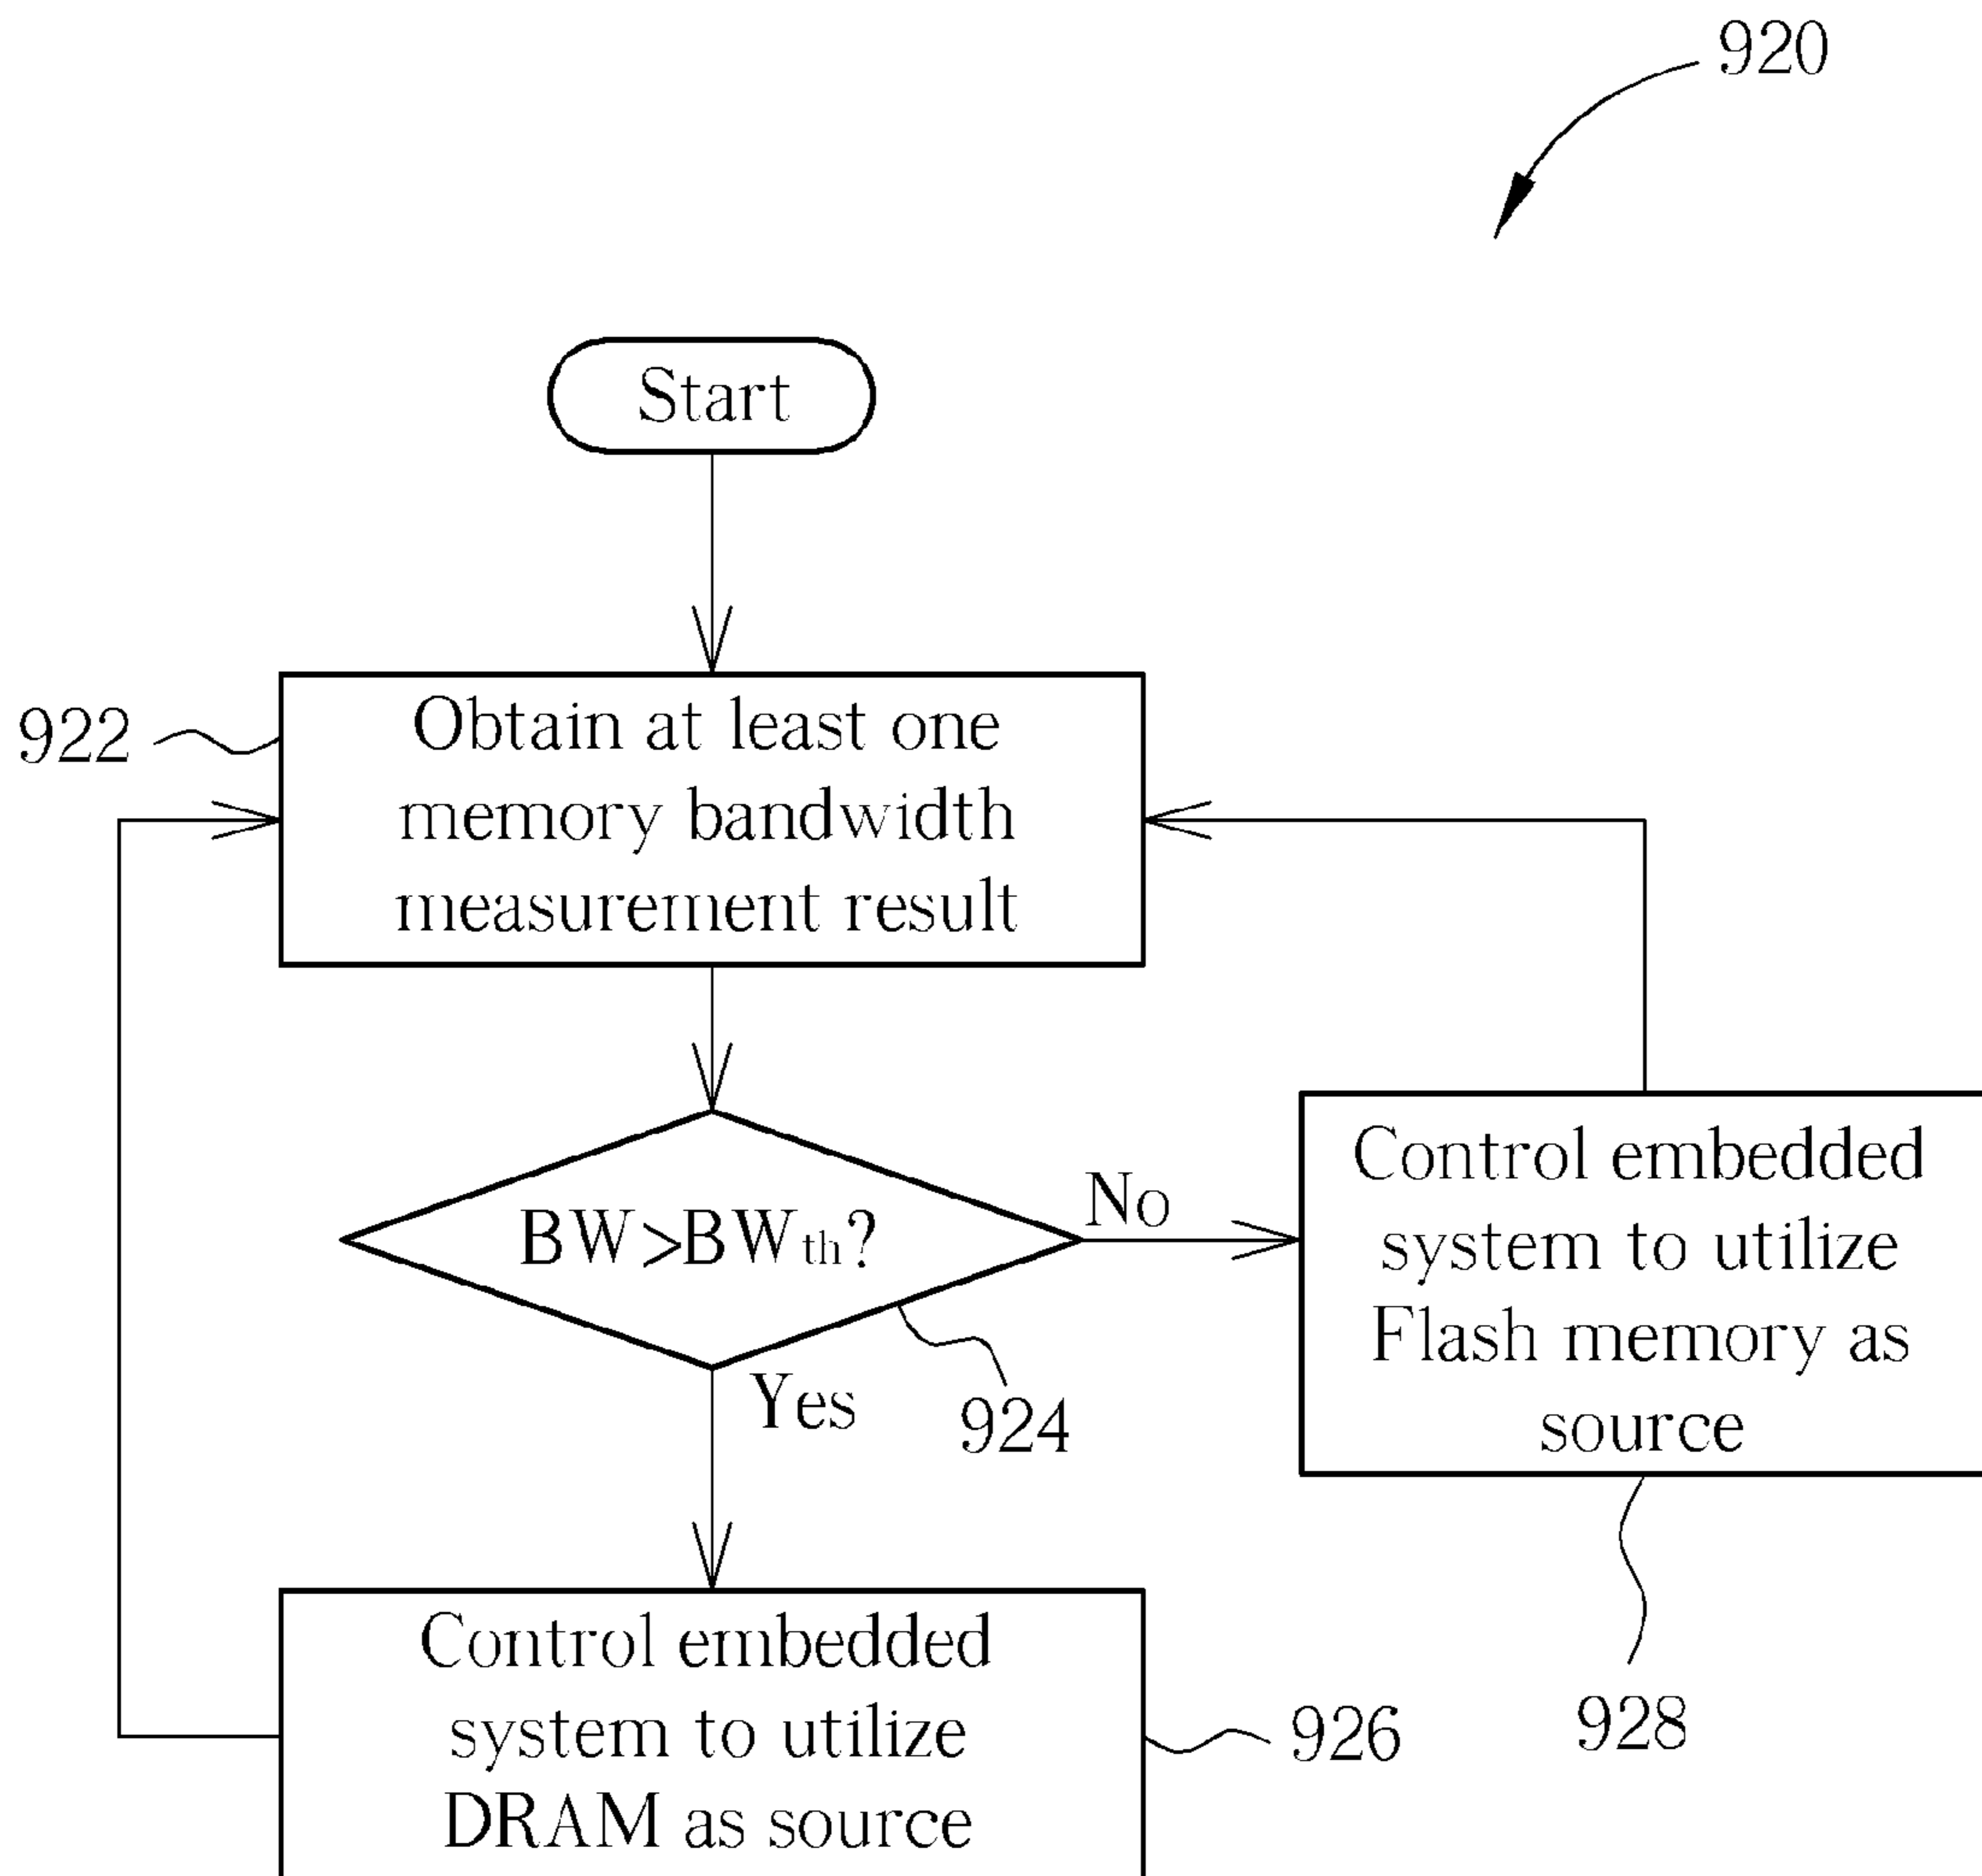 920
Start
922
Obtain at least one
memory bandwidth
measurement result
BW>BWth?
No
Yes
924
Control embedded
system to utilize
Flash memory as
source
928
Control embedded
system to utilize
DRAM as source
926